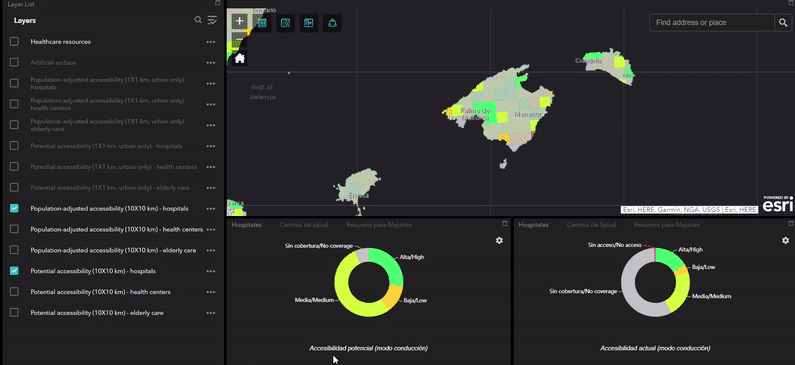 Layer List
Layers
Healthcare resources
Artificial surface
Population-adjusted accessibility (1X1 km, urban only) -
hospitals
Population-adjusted accessibility (1X1 km, urban only) -
health centers
Population-adjusted accessibility (1X1 km, urban only) -
elderly care
Potential accessibility (1X1 km, urban only) - hospitals
Potential accessibility (1X1 km, urban only) - health centers
Potential accessibility (1X1 km, urban only) - elderly care
Population-adjusted accessibility (10X10 km) - hospitals
Population-adjusted accessibility (10X10 km) - health centers
Population-adjusted accessibility (10X10 km) - elderly care
Potential accessibility (10X10 km) - hospitals
Potential accessibility (10X10 km) - health centers
Potential accessibility (10X10 km) - elderly care
Find address or place
Gulf of
Valencia
Palma de
Manacor
Esri, HERE, Garmin, NGA, USGS | Esri, HERE
POWERED BY
esri
Hospitales Centros de salud Recursos para Mayores
Sin cobertura/No coverage
Alta/High
Media/Medium
Baja/Low
Accesibilidad potencial (modo conducción)
Hospitales Centros de Salud Recursos para Mayores
Sin acceso/No access
Alta/High
Baja/Low
Sin cobertura/No coverage
Media/Medium
Accesibilidad actual (modo conducción)